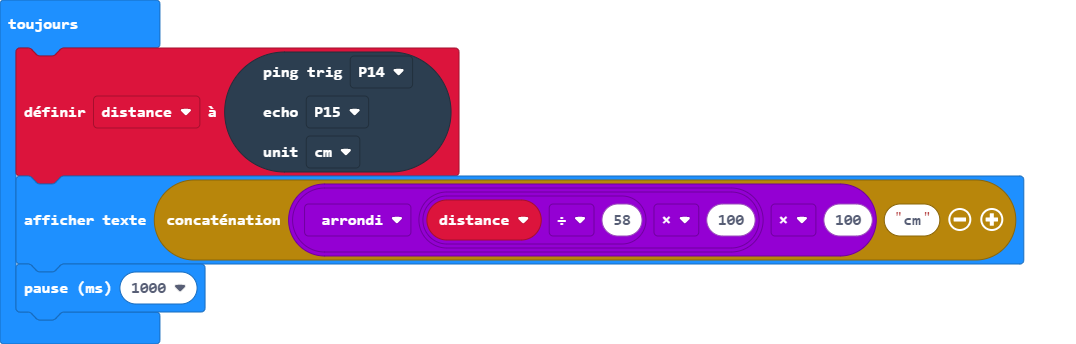 toujours
ping trig P14
définir distance à echo P15
unit cm
afficher texte concaténation arrondi distance ÷ 58 × 100 × 100 "cm"
pause (ms) 1000